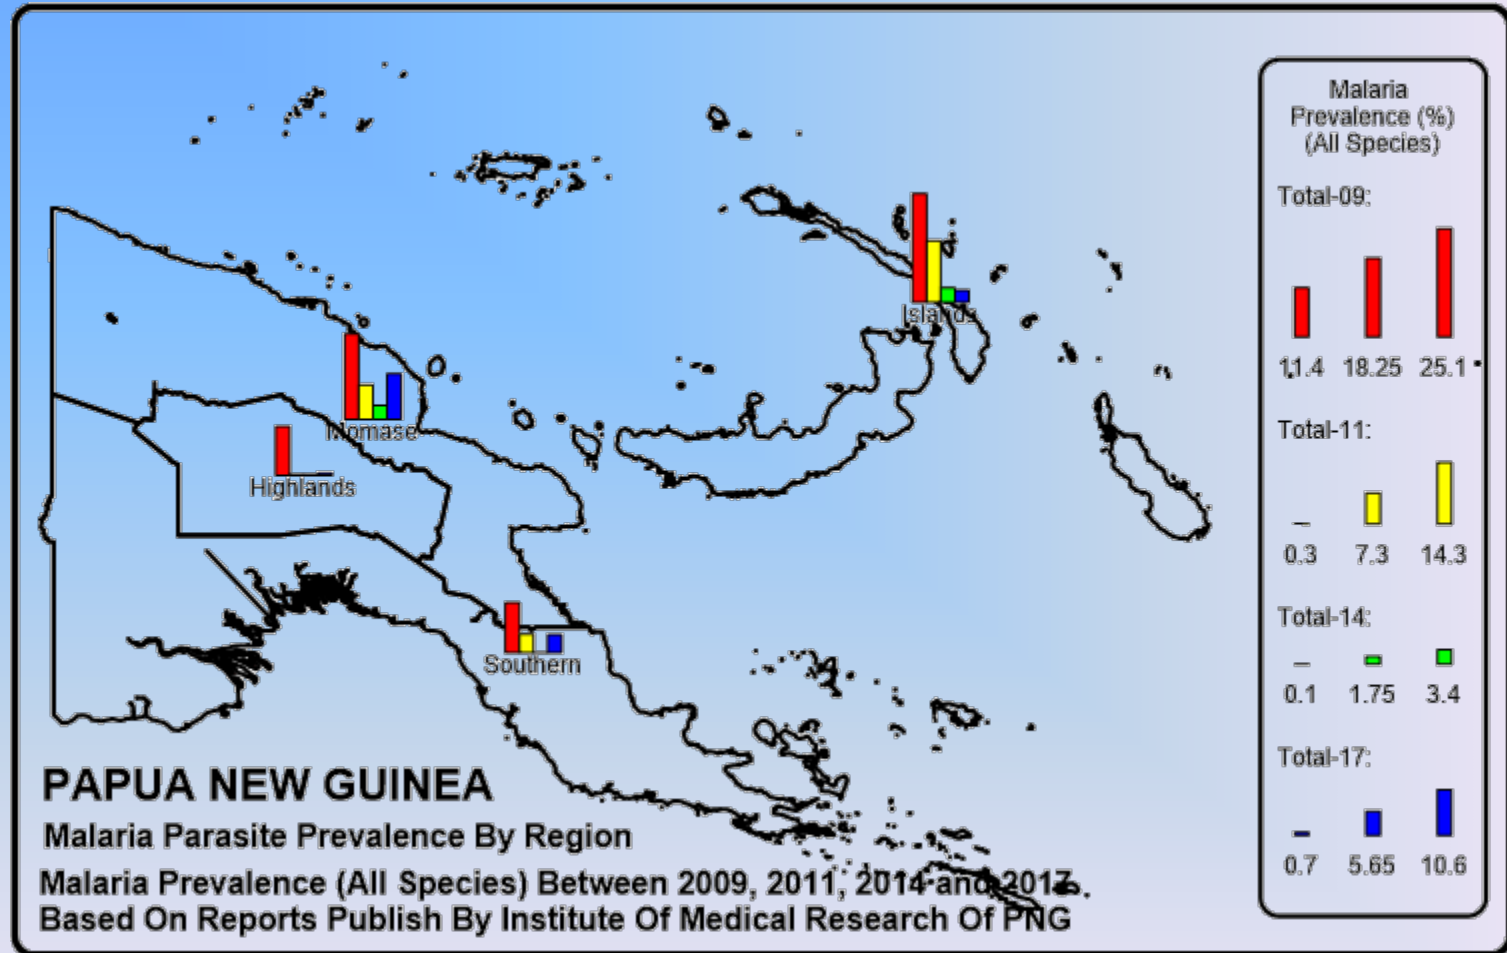 Malaria
Prevalence (%)
(All Species)
Total-09:
11.4 18.25 25.1
Total-11:
0.3 7.3 14.3
Total-14:
0.1 1.75 3.4
Total-17:
0.7 5.65 10.6
Islands
Momase
Highlands
Southern
PAPUA NEW GUINEA
Malaria Parasite Prevalence By Region
Malaria Prevalence (All Species) Between 2009, 2011, 2014 and 2017.
Based On Reports Publish By Institute Of Medical Research Of PNG